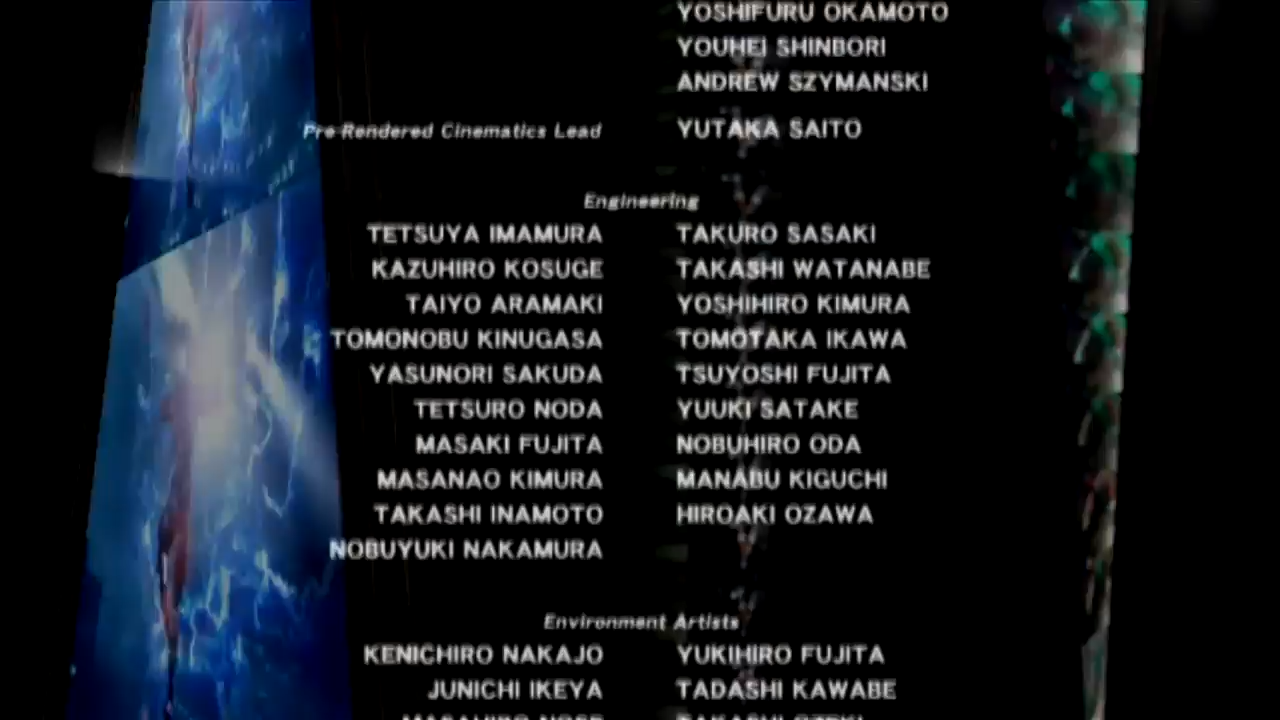 YOSHIFURU OKAMOTO
YOUHEI SHINBORI
ANDREW SZYMANSKI
Pre-Rendered Cinematics Lead YUTAKA SAITO
Engineering
TETSUYA IMAMURA TAKURO SASAKI
KAZUHIRO KOSUGE TAKASHI WATANABE
TAIYO ARAMAKI YOSHIHIRO KIMURA
TOMONOBU KINUGASA TOMOTAKA IKAWA
YASUNORI SAKUDA TSUYOSHI FUJITA
TETSURO NODA YUUKI SATAKE
MASAKI FUJITA NOBUHIRO ODA
MASANAO KIMURA MANABU KIGUCHI
TAKASHI INAMOTO HIROAKI OZAWA
NOBUYUKI NAKAMURA
Environment Artists
KENICHIRO NAKAJO YUKIHIRO FUJITA
JUNICHI IKEYA TADASHI KAWABE